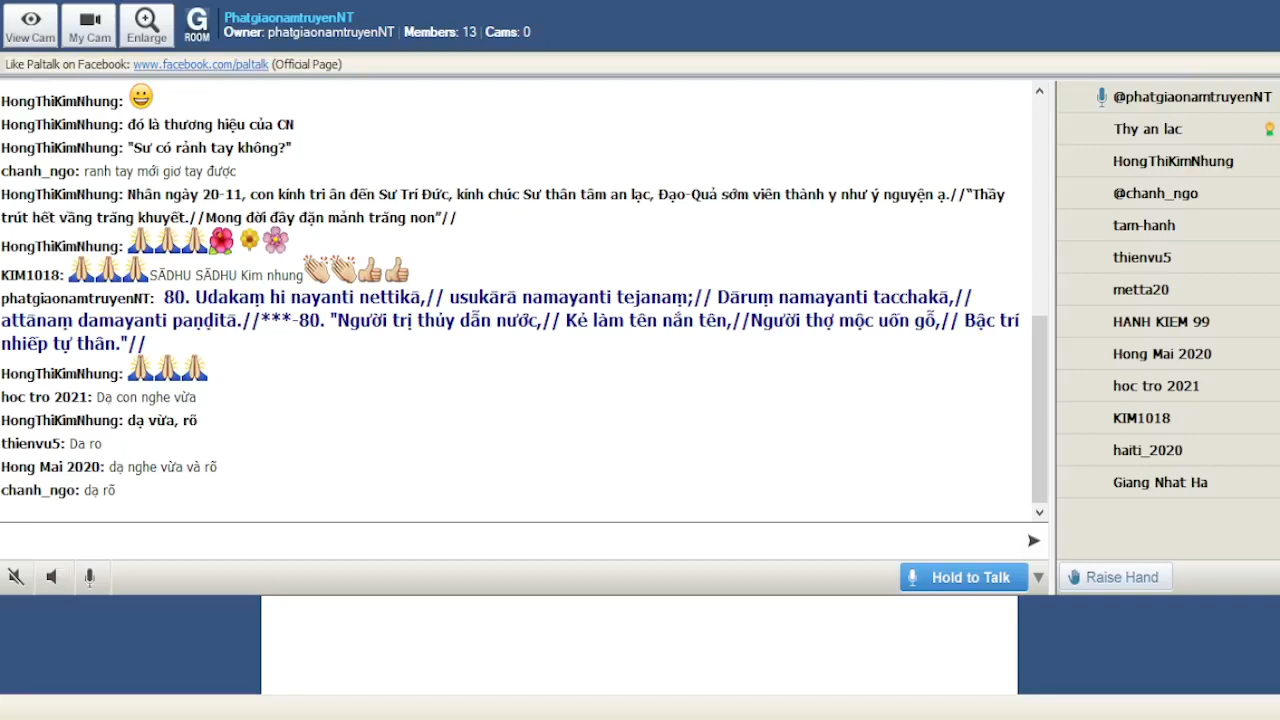 View Cam
My Cam
Enlarge
G
ROOM
PhatgiaonamtruyenNT
Owner: phatgiaonamtruyenNT | Members: 13 | Cams: 0
Like Paltalk on Facebook: www.facebook.com/paltalk (Official Page)
HongThiKimNhung:
HongThiKimNhung: đó là thương hiệu của CN
HongThiKimNhung: "Sư có rảnh tay không?"
chanh_ngo: ranh tay mới giơ tay được
HongThiKimNhung: Nhân ngày 20-11, con kính tri ân đến Sư Trí Đức, kính chúc Sư thân tâm an lạc, Đạo-Quả sớm viên thành y như ý nguyện ạ.//"Thầy
trút hết vầng trăng khuyết.//Mong đời đầy đặn mảnh trăng non"//
HongThiKimNhung:
KIM1018: SĀDHU SĀDHU Kim nhung
phatgiaonamtruyenNT: 80. Udakaṃ hi nayanti nettikā,// usukārā namayanti tejanaṃ;// Dāruṃ namayanti tacchakā,//
attānaṃ damayanti paṇḍitā.//***-80. "Người trị thủy dẫn nước,// Kẻ làm tên nắn tên,//Người thợ mộc uốn gỗ,// Bậc trí
nhiếp tự thân."//
HongThiKimNhung:
hoc tro 2021: Dạ con nghe vừa
HongThiKimNhung: dạ vừa, rõ
thienvu5: Da ro
Hong Mai 2020: dạ nghe vừa và rõ
chanh_ngo: dạ rõ
@phatgiaonamtruyenNT
Thy an lac
HongThiKimNhung
@chanh_ngo
tam-hanh
thienvu5
metta20
HANH KIEM 99
Hong Mai 2020
hoc tro 2021
KIM1018
haiti_2020
Giang Nhat Ha
Hold to Talk
Raise Hand